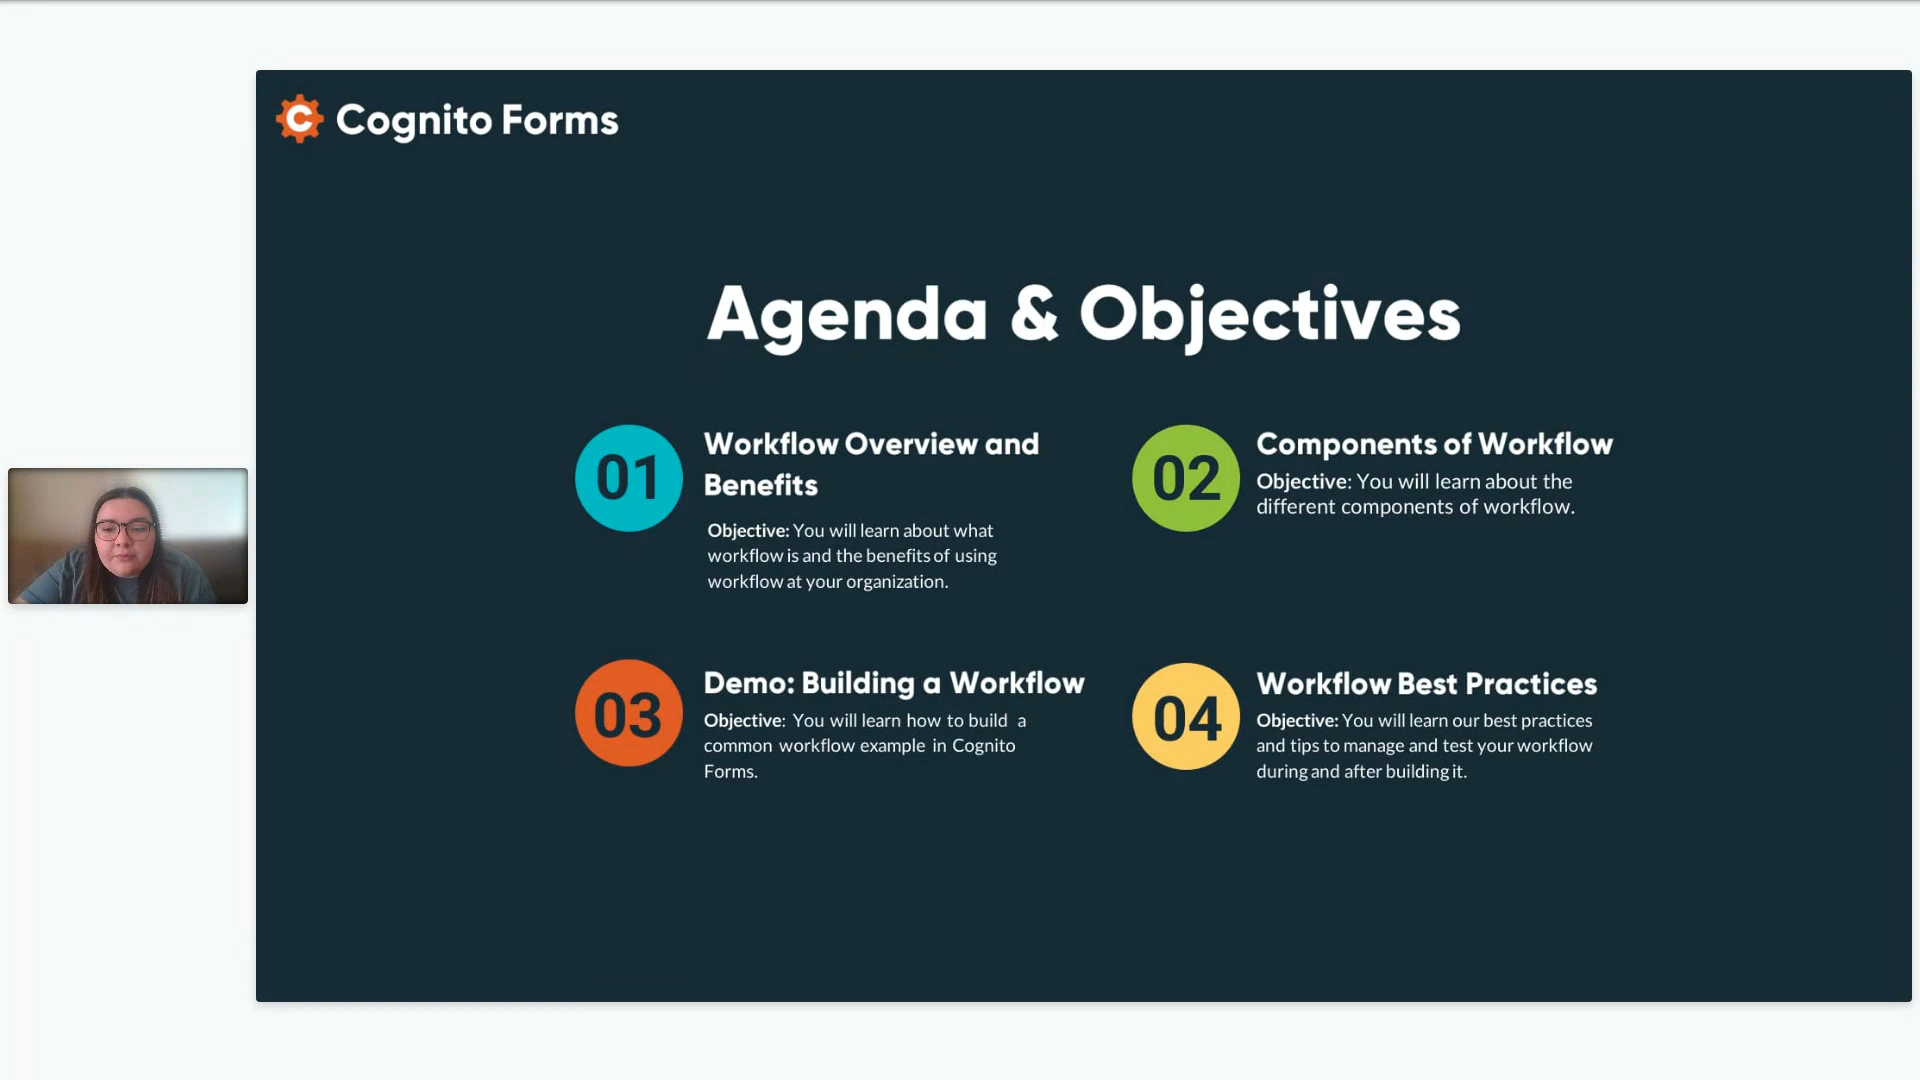 Cognito Forms
Agenda & Objectives
01
Workflow Overview and
Benefits
Objective: You will learn about what
workflow is and the benefits of using
workflow at your organization.
02
Components of Workflow
Objective: You will learn about the
different components of workflow.
03
Demo: Building a Workflow
Objective: You will learn how to build a
common workflow example in Cognito
Forms.
04
Workflow Best Practices
Objective: You will learn our best practices
and tips to manage and test your workflow
during and after building it.